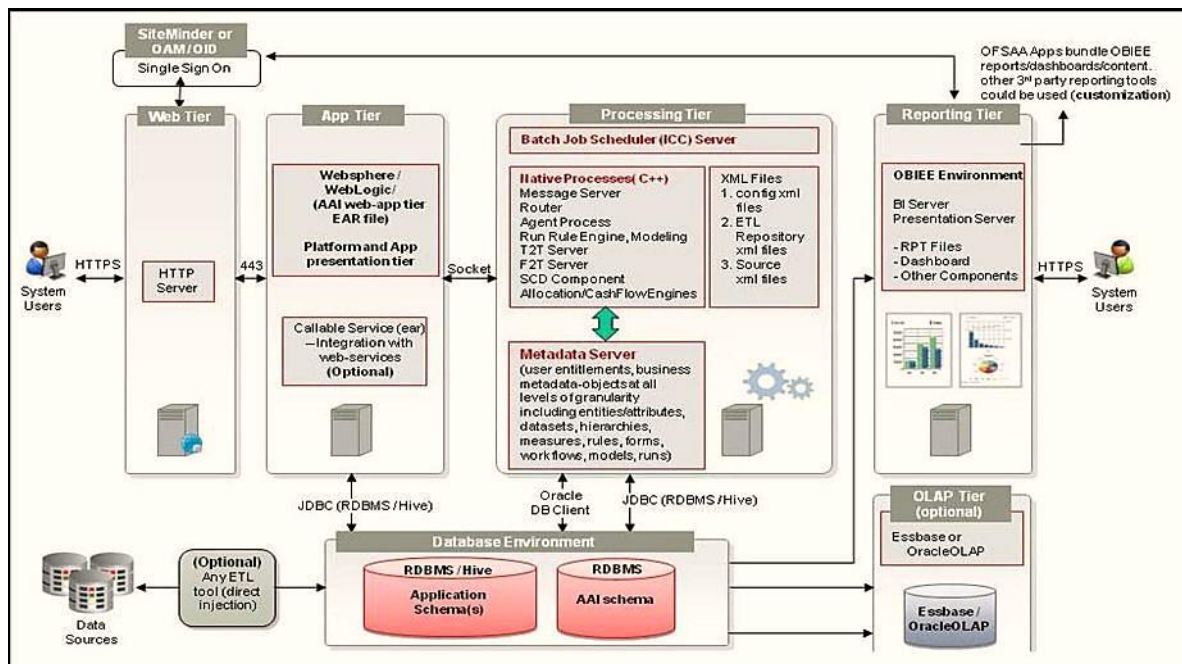 SiteMinder or
OAM/OID
Single Sign On
OFSAA Apps bundle OBIEE
reports/dashboards/content.
other 3rd party reporting tools
could be used (customization)
Web Tier
App Tier
Processing Tier
Reporting Tier
Batch Job Scheduler (ICC) Server
Websphere /
WebLogic/
(AAI web-app tier
EAR file)
Platform and App
presentation tier
Native Processes( C++)
Message Server
Router
Agent Process
Run Rule Engine, Modeling
T2T Server
F2T Server
SCD Component
Allocation/CashFlowEngines
XML Files
1. config xml
files
2. ETL
Repository
xml files
3. Source
xml files
OBIEE Environment
BI Server
Presentation Server
- RPT Files
- Dashboard
- Other Components
HTTPS
System
Users
HTTP
Server
443
Socket
HTTPS
System
Users
Callable Service (ear)
—Integration with
web-services
(Optional)
Metadata Server
(user entitlements, business
metadata-objects at all
levels of granularity
including entities/attributes,
datasets, hierarchies,
measures, rules, forms,
workflows, models, runs)
JDBC (RDBMS /Hive)
Oracle
DB Client
JDBC (RDBMS /Hive)
OLAP Tier
(optional)
Essbase or
OracleOLAP
Essbase /
OracleOLAP
Database Environment
RDBMS / Hive
Application
Schema(s)
RDBMS
AAI schema
(Optional)
Any ETL
tool (direct
injection)
Data
Sources